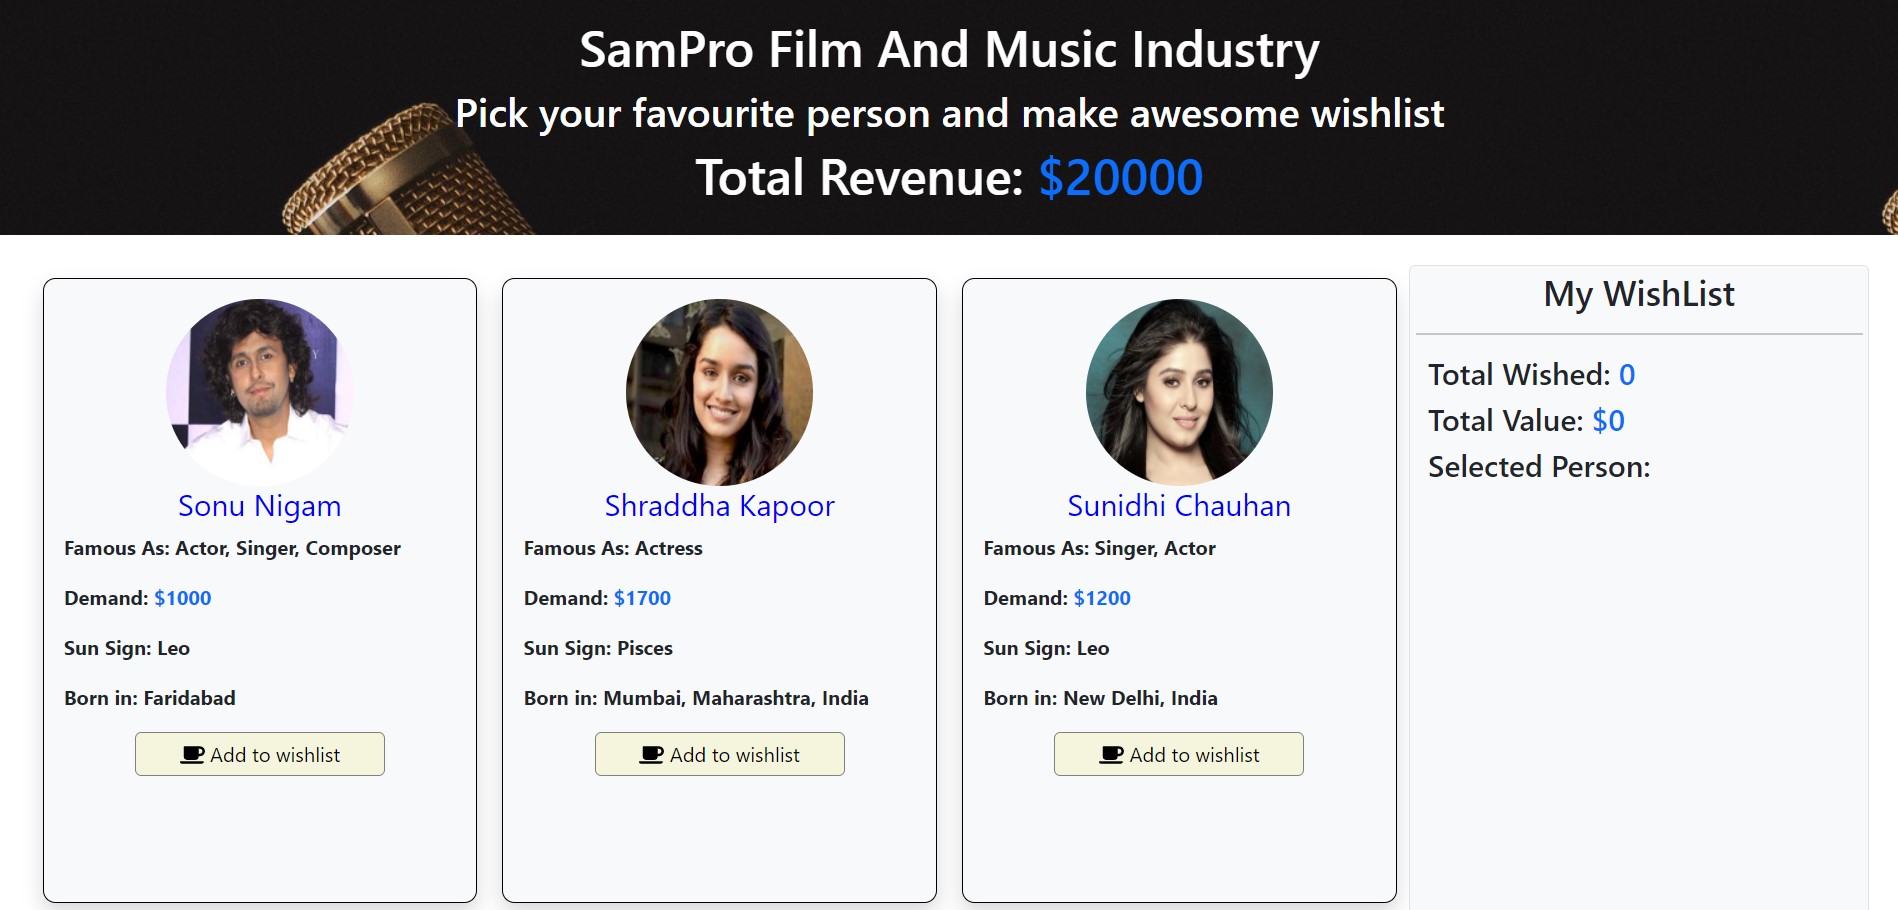 SamPro Film And Music Industry
Pick your favourite person and make awesome wishlist
Total Revenue: $20000
Sonu Nigam
Famous As: Actor, Singer, Composer
Demand: $1000
Sun Sign: Leo
Born in: Faridabad
Add to wishlist
Shraddha Kapoor
Famous As: Actress
Demand: $1700
Sun Sign: Pisces
Born in: Mumbai, Maharashtra, India
Add to wishlist
Sunidhi Chauhan
Famous As: Singer, Actor
Demand: $1200
Sun Sign: Leo
Born in: New Delhi, India
Add to wishlist
My WishList
Total Wished: 0
Total Value: $0
Selected Person: